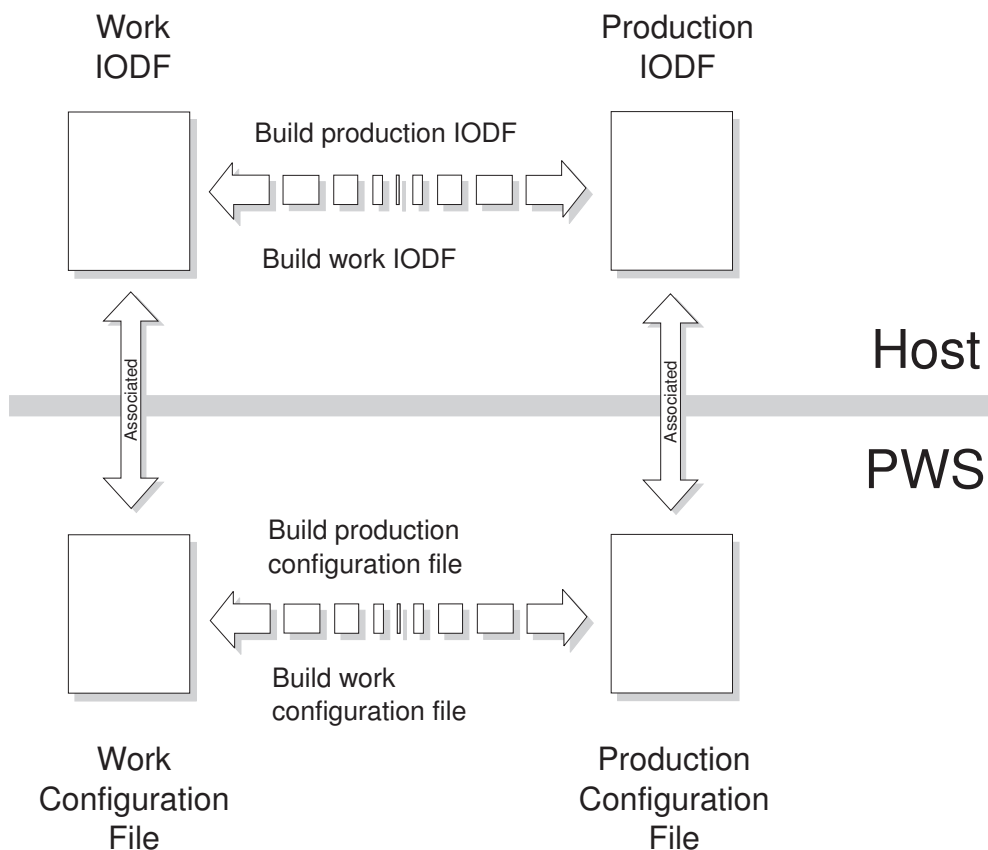 Work
IODF
Production
IODF
Build production IODF
Build work IODF
Associated
Associated
Host
PWS
Build production
configuration file
Build work
configuration file
Work
Configuration
File
Production
Configuration
File